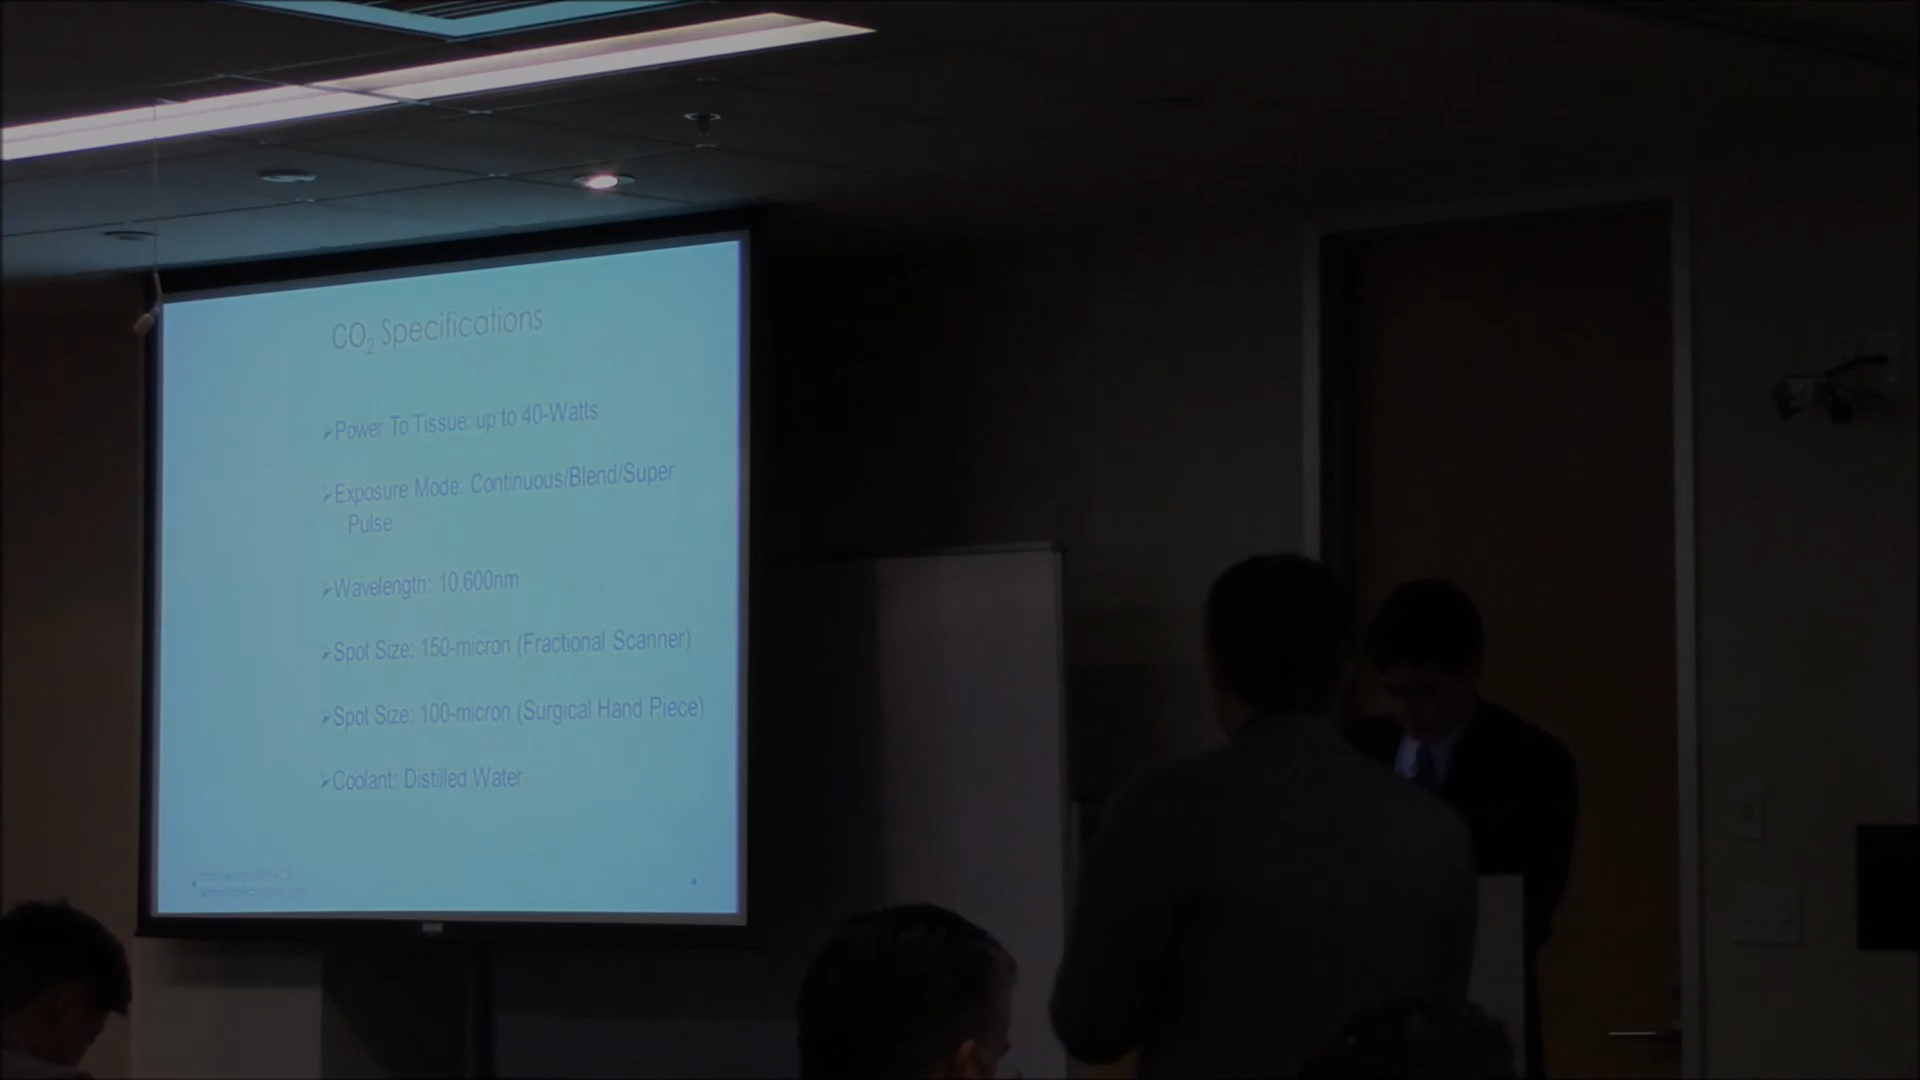 CO₂ Specifications
➢Power To Tissue: up to 40-Watts
➢Exposure Mode: Continuous/Blend/Super
Pulse
➢Wavelength: 10.600nm
➢Spot Size: 150-micron (Fractional Scanner)
➢Spot Size: 100-micron (Surgical Hand Piece)
➢Coolant: Distilled Water